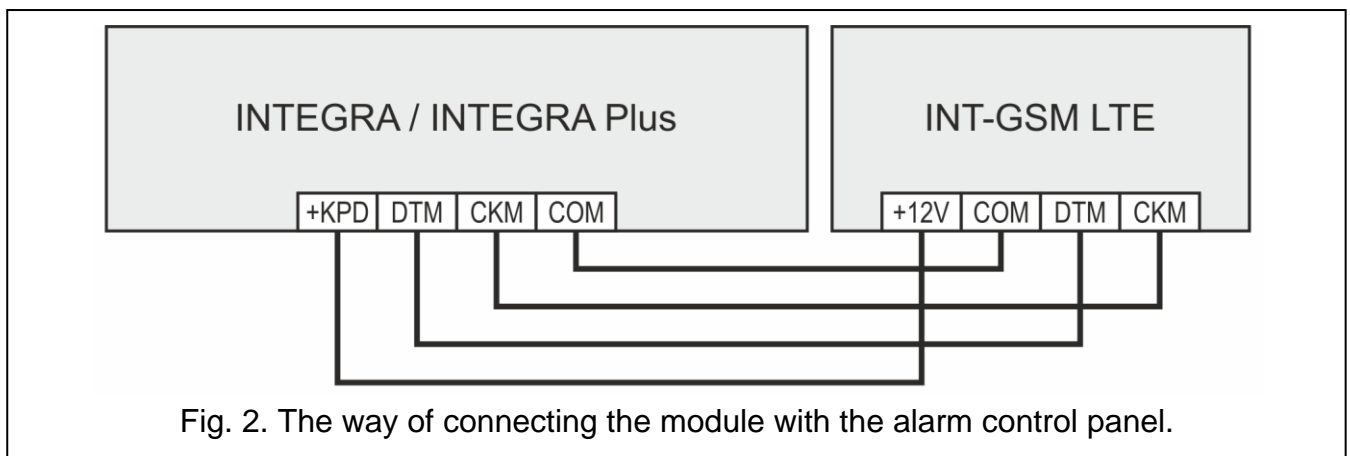 INTEGRA / INTEGRA Plus
INT-GSM LTE
+KPD DTM CKM COM
+12V COM DTM CKM
Fig. 2. The way of connecting the module with the alarm control panel.